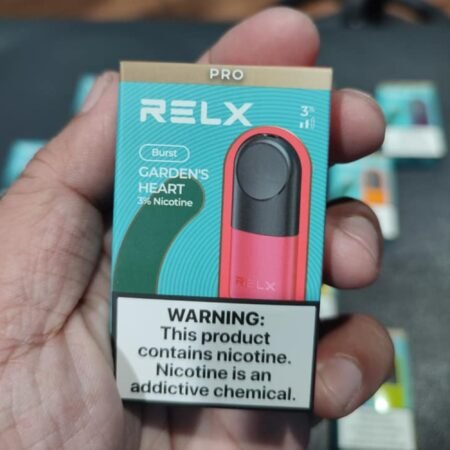 PRO
RELX
3%
Burst
GARDEN'S
HEART
3% Nicotine
RELX
WARNING:
This product
contains nicotine.
Nicotine is an
addictive chemical.